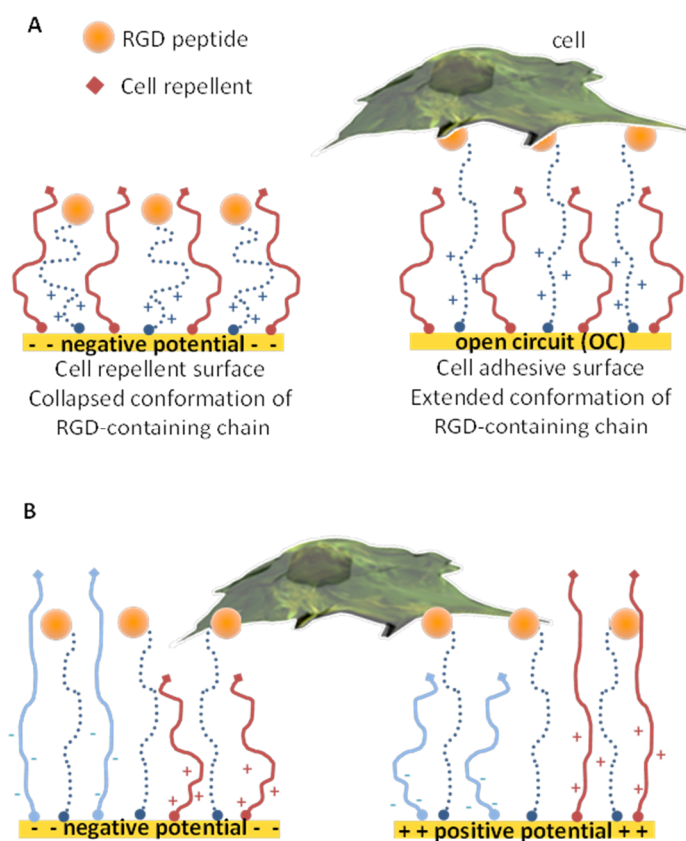 A
RGD peptide
Cell repellent
cell
+ + + + + +
+ + + + + +
- - negative potential - -
open circuit (OC)
Cell repellent surface
Collapsed conformation of
RGD-containing chain
Cell adhesive surface
Extended conformation of
RGD-containing chain
B
- - - - - -
+ + + + + +
- - - -
+ + + + + +
- - negative potential - -
+ + positive potential + +